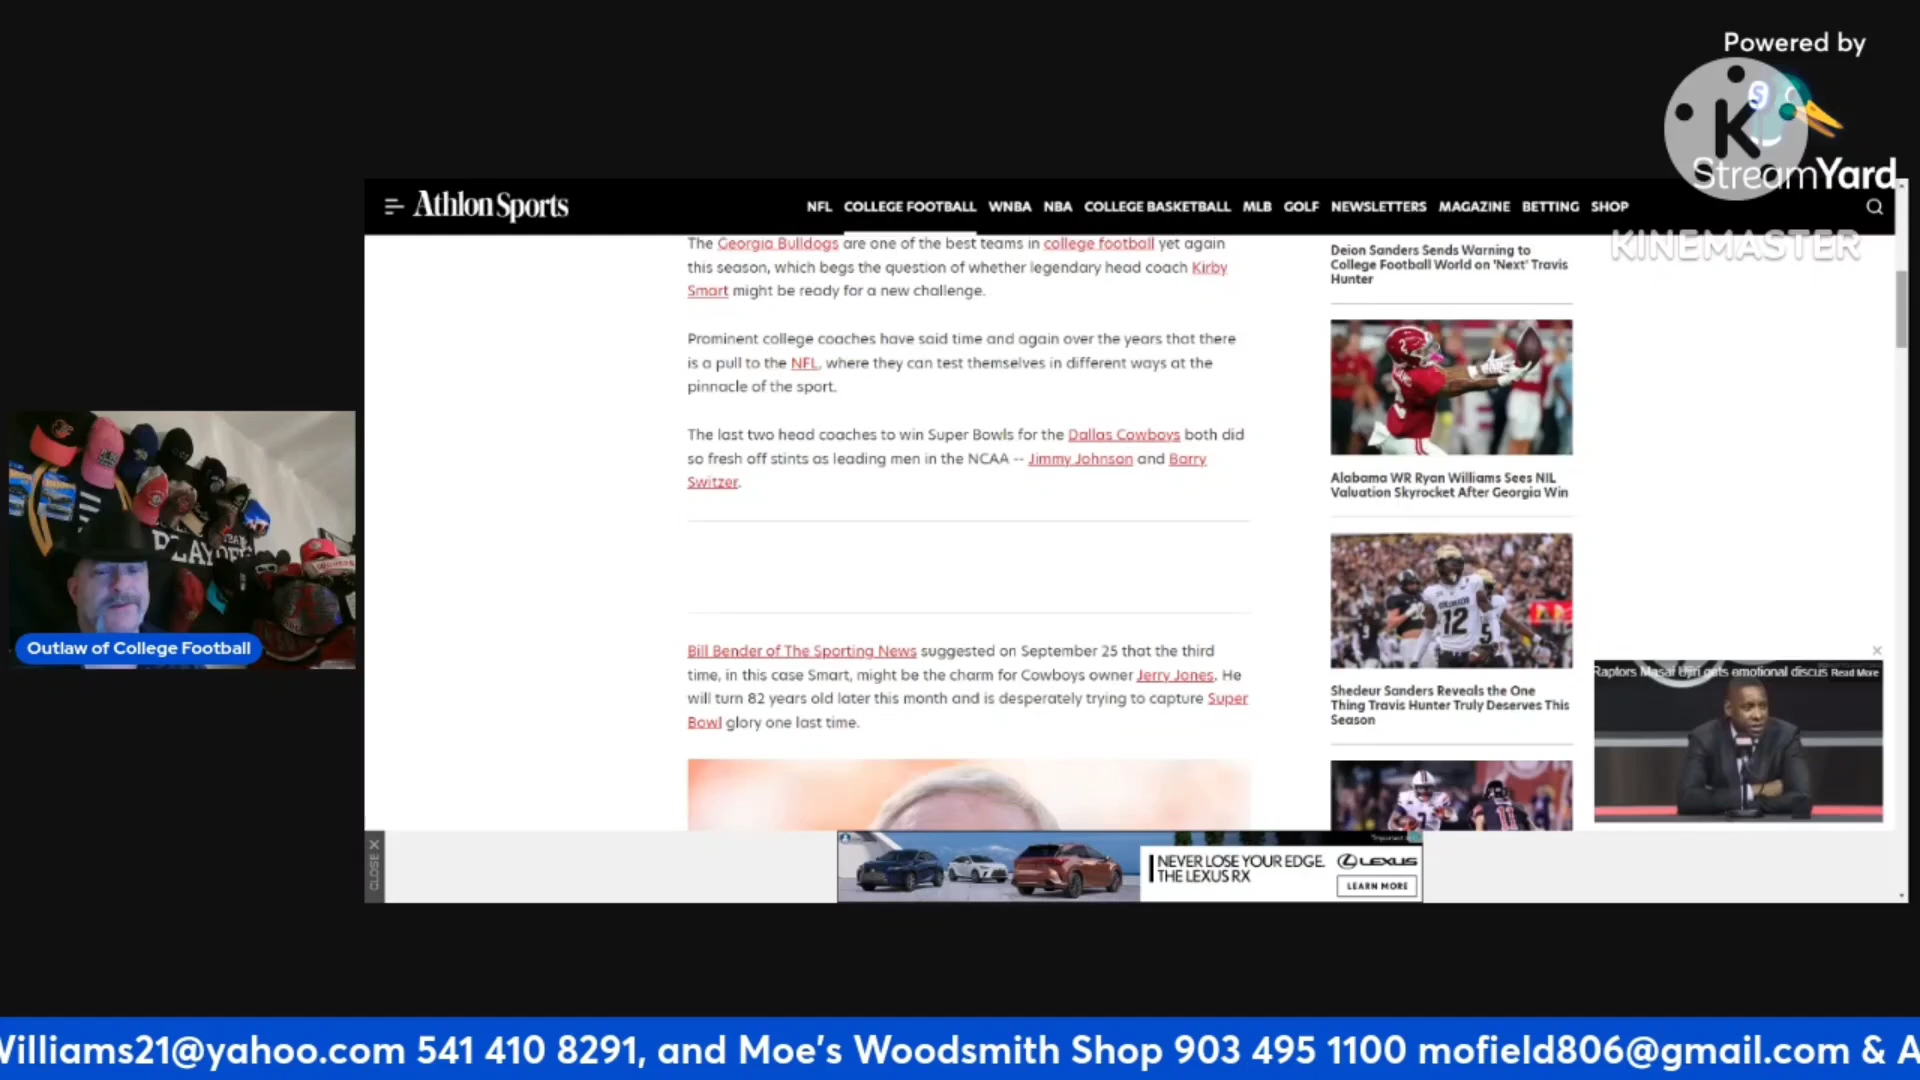 Powered by
StreamYard
K
KINEMASTER
Athlon Sports
NFL COLLEGE FOOTBALL WNBA NBA COLLEGE BASKETBALL MLB GOLF NEWSLETTERS MAGAZINE BETTING SHOP
The Georgia Bulldogs are one of the best teams in college football yet again
this season, which begs the question of whether legendary head coach Kirby
Smart might be ready for a new challenge.
Prominent college coaches have said time and again over the years that there
is a pull to the NFL, where they can test themselves in different ways at the
pinnacle of the sport.
The last two head coaches to win Super Bowls for the Dallas Cowboys both did
so fresh off stints as leading men in the NCAA -- Jimmy Johnson and Barry
Switzer.
Bill Bender of The Sporting News suggested on September 25 that the third
time, in this case Smart, might be the charm for Cowboys owner Jerry Jones. He
will turn 82 years old later this month and is desperately trying to capture Super
Bowl glory one last time.
Deion Sanders Sends Warning to
College Football World on 'Next' Travis
Hunter
2
Alabama WR Ryan Williams Sees NIL
Valuation Skyrocket After Georgia Win
COLORADO
12
5
Shedeur Sanders Reveals the One
Thing Travis Hunter Truly Deserves This
Season
7
11
Raptors Masai Ujiri gets emotional discus Read More
PLAYOFFS
Outlaw of College Football
CLOSE X
NEVER LOSE YOUR EDGE.
THE LEXUS RX
LEXUS
LEARN MORE
Williams21@yahoo.com 541 410 8291, and Moe's Woodsmith Shop 903 495 1100 mofield806@gmail.com & A